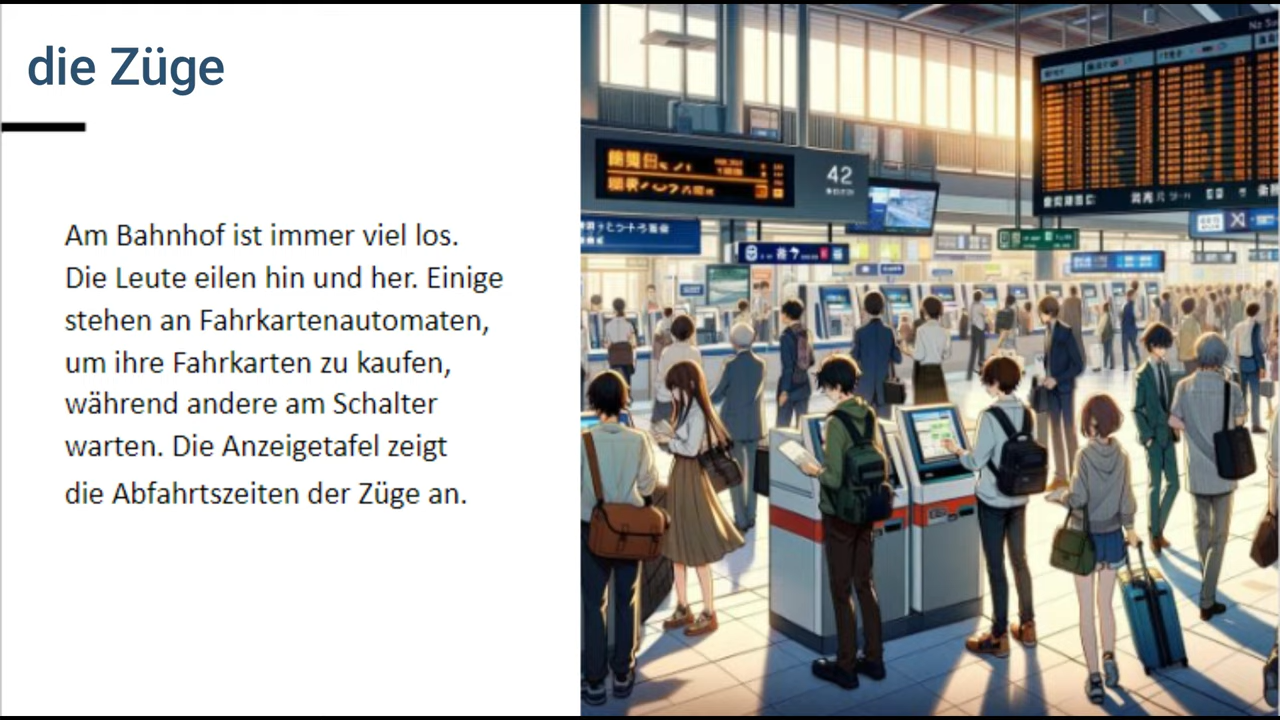 die Züge
Am Bahnhof ist immer viel los.
Die Leute eilen hin und her. Einige
stehen an Fahrkartenautomaten,
um ihre Fahrkarten zu kaufen,
während andere am Schalter
warten. Die Anzeigetafel zeigt
die Abfahrtszeiten der Züge an.
42